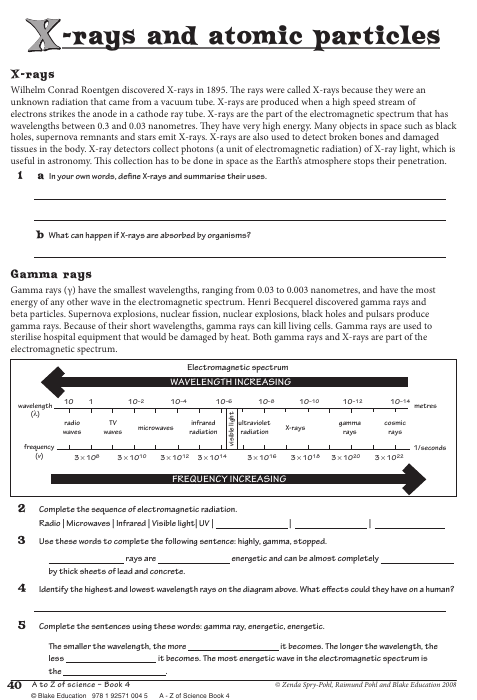 X-rays and atomic particles
X-rays
Wilhelm Conrad Roentgen discovered X-rays in 1895. The rays were called X-rays because they were an
unknown radiation that came from a vacuum tube. X-rays are produced when a high speed stream of
electrons strikes the anode in a cathode ray tube. X-rays are the part of the electromagnetic spectrum that has
wavelengths between 0.3 and 0.03 nanometres. They have very high energy. Many objects in space such as black
holes, supernova remnants and stars emit X-rays. X-rays are also used to detect broken bones and damaged
tissues in the body. X-ray detectors collect photons (a unit of electromagnetic radiation) of X-ray light, which is
useful in astronomy. This collection has to be done in space as the Earth's atmosphere stops their penetration.
1 a In your own words, define X-rays and summarise their uses.
b What can happen if X-rays are absorbed by organisms?
Gamma rays
Gamma rays (γ) have the smallest wavelengths, ranging from 0.03 to 0.003 nanometres, and have the most
energy of any other wave in the electromagnetic spectrum. Henri Becquerel discovered gamma rays and
beta particles. Supernova explosions, nuclear fission, nuclear explosions, black holes and pulsars produce
gamma rays. Because of their short wavelengths, gamma rays can kill living cells. Gamma rays are used to
sterilise hospital equipment that would be damaged by heat. Both gamma rays and X-rays are part of the
electromagnetic spectrum.
Electromagnetic spectrum
WAVELENGTH INCREASING
wavelength (λ) 10 1 10⁻² 10⁻⁴ 10⁻⁶ 10⁻⁸ 10⁻¹⁰ 10⁻¹² 10⁻¹⁴ metres
radio waves TV waves microwaves infrared radiation visible light ultraviolet radiation X-rays gamma rays cosmic rays
frequency (v) 3×10⁸ 3×10¹⁰ 3×10¹² 3×10¹⁴ 3×10¹⁶ 3×10¹⁸ 3×10²⁰ 3×10²² 1/seconds
FREQUENCY INCREASING
2 Complete the sequence of electromagnetic radiation.
Radio | Microwaves | Infrared | Visible light| UV | ________ | ________ | ________
3 Use these words to complete the following sentence: highly, gamma, stopped.
________ rays are ________ energetic and can be almost completely ________
by thick sheets of lead and concrete.
4 Identify the highest and lowest wavelength rays on the diagram above. What effects could they have on a human?
5 Complete the sentences using these words: gamma ray, energetic, energetic.
The smaller the wavelength, the more ________ it becomes. The longer the wavelength, the
less ________ it becomes. The most energetic wave in the electromagnetic spectrum is
the ________.
40 A to Z of science – Book 4 © Zenda Spry-Pohl, Raimund Pohl and Blake Education 2008
© Blake Education 978 1 92571 004 5 A - Z of Science Book 4